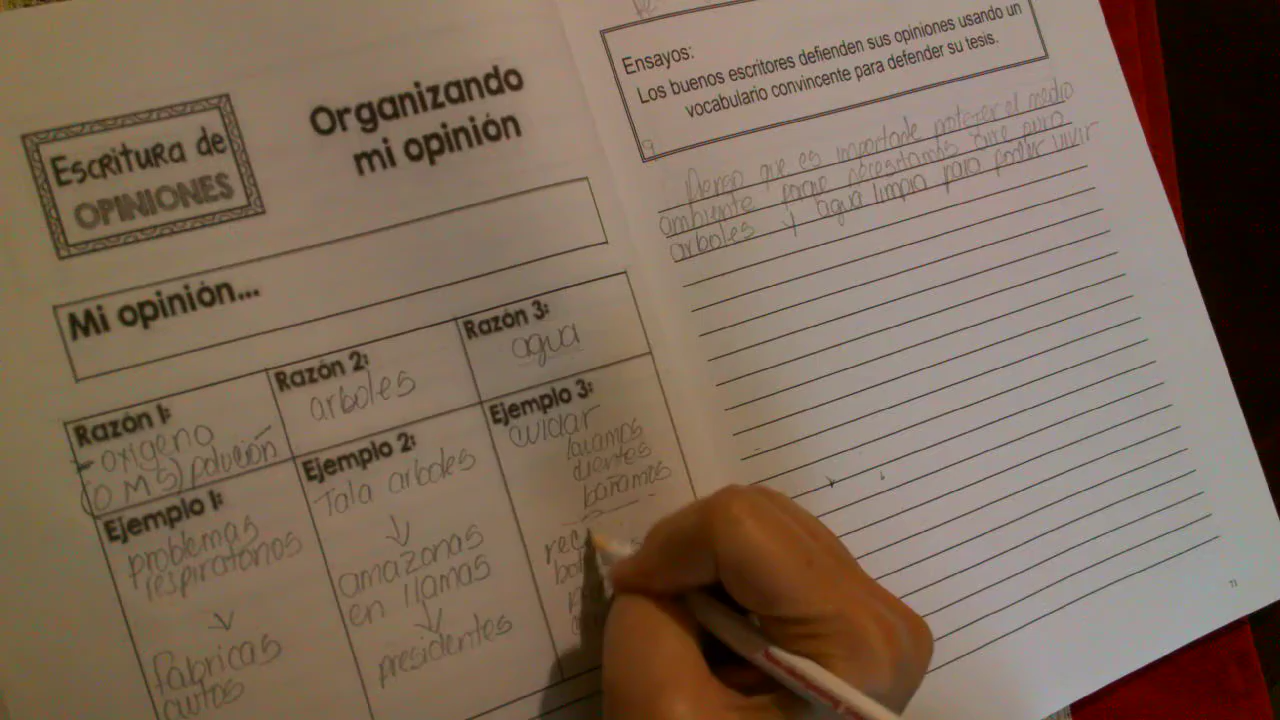 Escritura de
OPINIONES
Organizando
mi opinión
Mi opinión...
Razón 1:
- oxigeno
(OMS) polución
Razón 2:
arboles
Razón 3:
agua
Ejemplo 1:
problemas
respiratorios
fabricas
autos
Ejemplo 2:
Tala arboles
amazonas
en llamas
presidentes
Ejemplo 3:
cuidar
lavamos
dientes
bañamos
Ensayos:
Los buenos escritores defienden sus opiniones usando un
vocabulario convincente para defender su tesis.
que es importante proteger el medio
ambiente porque necesitamos aire puro
arboles y agua limpia para poder vivir
71